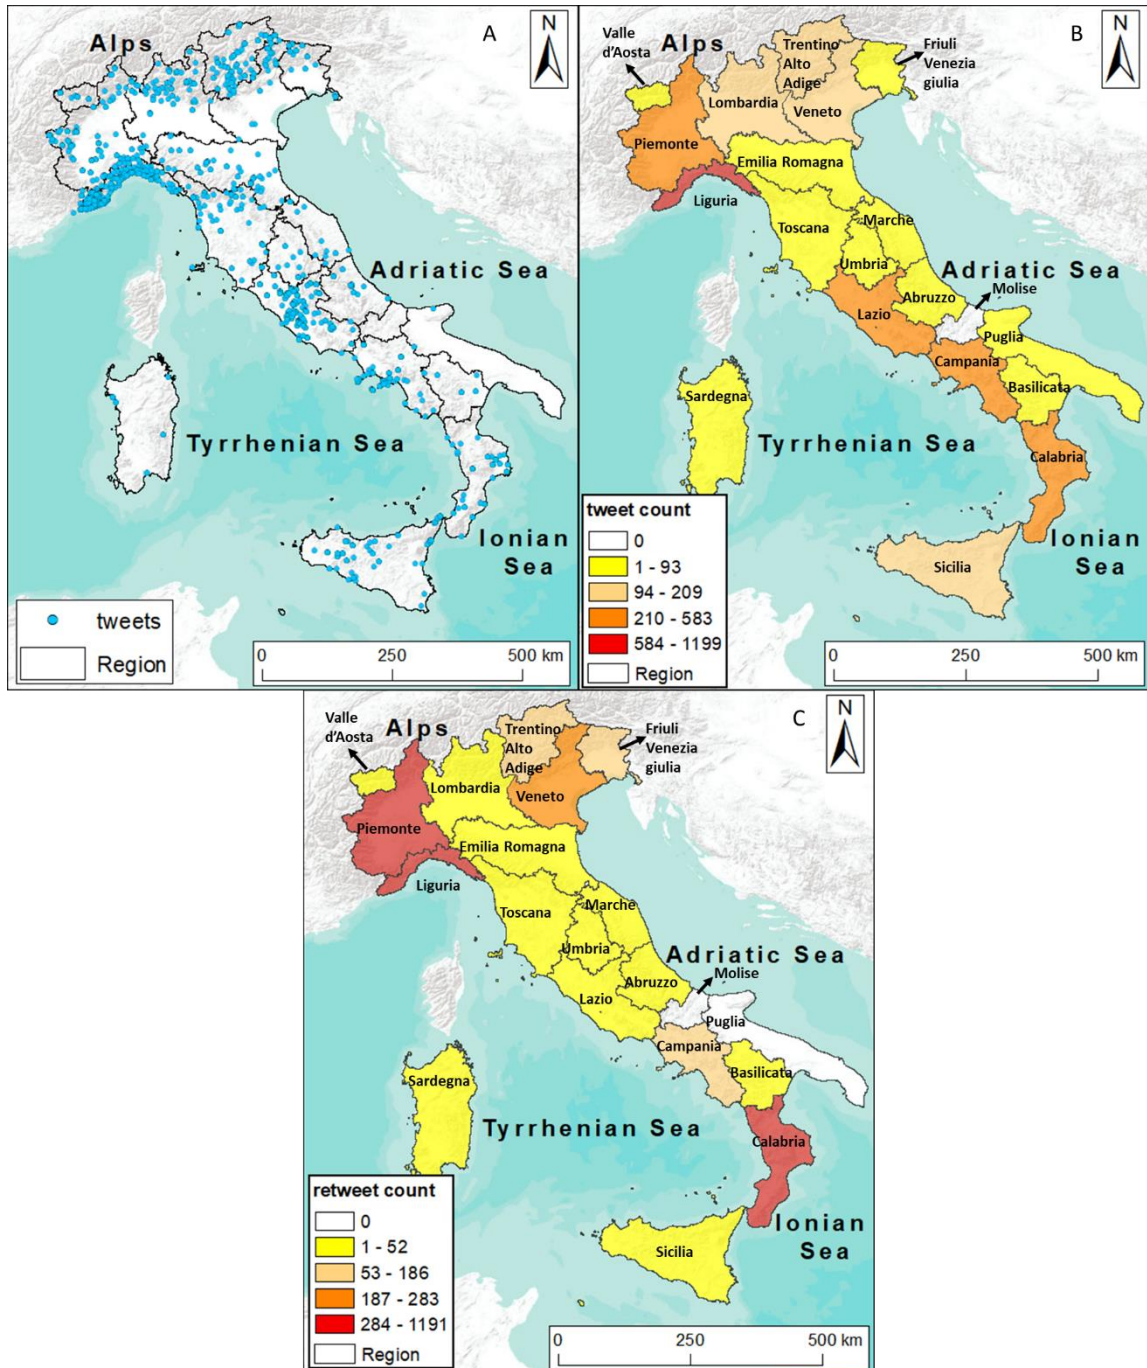 A
N
Alps
Adriatic Sea
Tyrrhenian Sea
Ionian
Sea
tweets
Region
0 250 500 km
B
N
Valle
d'Aosta
Alps
Trentino
Alto
Adige
Friuli
Venezia
giulia
Lombardia
Veneto
Piemonte
Emilia Romagna
Liguria
Toscana
Marche
Umbria
Adriatic Sea
Abruzzo
Molise
Lazio
Puglia
Campania
Basilicata
Sardegna
Tyrrhenian Sea
Calabria
Ionian
Sea
Sicilia
tweet count
0
1 - 93
94 - 209
210 - 583
584 - 1199
Region
0 250 500 km
C
N
Valle
d'Aosta
Alps
Trentino
Alto
Adige
Friuli
Venezia
giulia
Lombardia
Veneto
Piemonte
Emilia Romagna
Liguria
Toscana
Marche
Umbria
Adriatic Sea
Abruzzo
Molise
Lazio
Puglia
Campania
Basilicata
Sardegna
Tyrrhenian Sea
Calabria
Ionian
Sea
Sicilia
retweet count
0
1 - 52
53 - 186
187 - 283
284 - 1191
Region
0 250 500 km